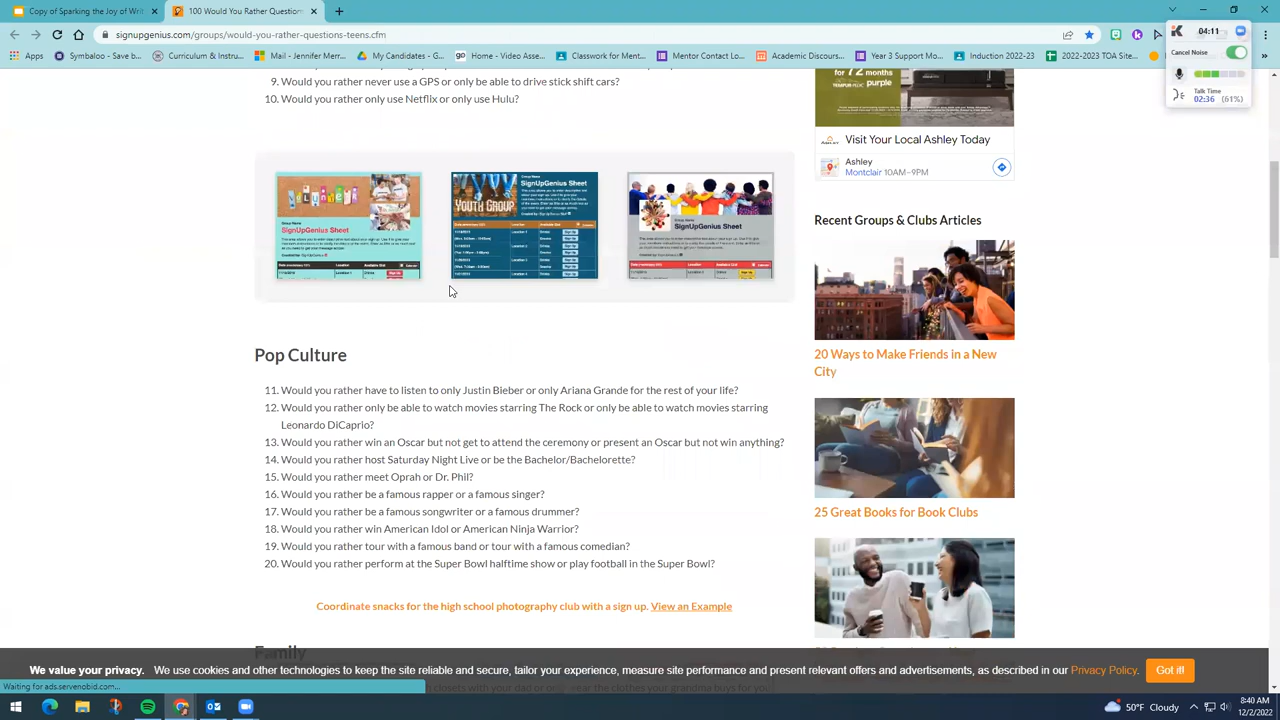 Copy of Sparking the Joy of Writ
100 Would You Rather Question
signupgenius.com/groups/would-you-rather-questions-teens.cfm
Apps
Symbaloo - Save b...
Curriculum & Instru...
Mail - Jennifer Merr...
My Candidates - G...
Home - Video Asse...
Classwork for Ment...
Mentor Contact Lo...
Academic Discours...
Year 3 Support Mo...
Induction 2022-23
2022-2023 TOA Site...
04:11
Cancel Noise
Talk Time
02:36 (61%)
9. Would you rather never use a GPS or only be able to drive stick shift cars?
10. Would you rather only use Netflix or only use Hulu?
SignUpGenius Sheet
YOUTH GROUP
SignUpGenius Sheet
SignUpGenius Sheet
Pop Culture
11. Would you rather have to listen to only Justin Bieber or only Ariana Grande for the rest of your life?
12. Would you rather only be able to watch movies starring The Rock or only be able to watch movies starring
Leonardo DiCaprio?
13. Would you rather win an Oscar but not get to attend the ceremony or present an Oscar but not win anything?
14. Would you rather host Saturday Night Live or be the Bachelor/Bachelorette?
15. Would you rather meet Oprah or Dr. Phil?
16. Would you rather be a famous rapper or a famous singer?
17. Would you rather be a famous songwriter or a famous drummer?
18. Would you rather win American Idol or American Ninja Warrior?
19. Would you rather tour with a famous band or tour with a famous comedian?
20. Would you rather perform at the Super Bowl halftime show or play football in the Super Bowl?
Coordinate snacks for the high school photography club with a sign up. View an Example
Family
for 72 months
purple
Visit Your Local Ashley Today
Ashley
Montclair 10AM–9PM
Recent Groups & Clubs Articles
20 Ways to Make Friends in a New
City
25 Great Books for Book Clubs
We value your privacy. We use cookies and other technologies to keep the site reliable and secure, tailor your experience, measure site performance and present relevant offers and advertisements, as described in our Privacy Policy.
Got it!
Waiting for ads.servenobid.com...
50°F Cloudy
8:40 AM
12/2/2022